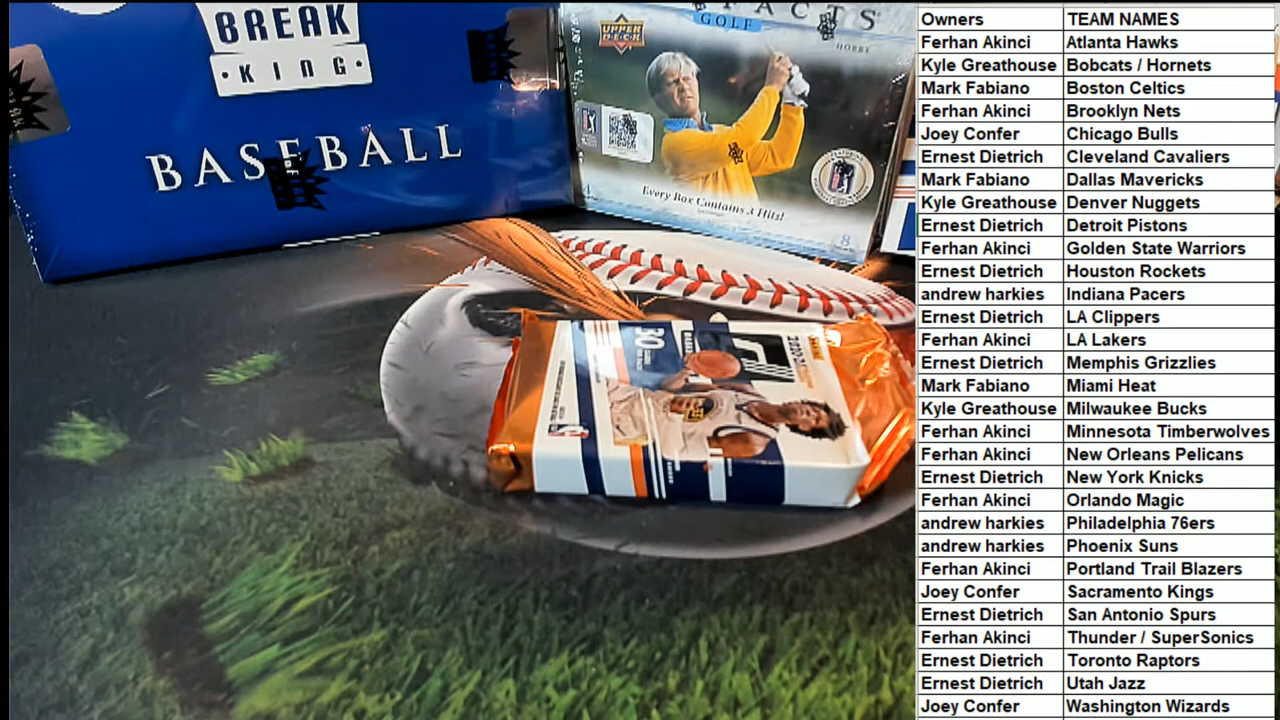 BREAK
· KING ·
BASEBALL
UPPER DECK
GOLF
HOBBY
Every Box Contains 3 Hits!
8
30
Owners TEAM NAMES
Ferhan Akinci Atlanta Hawks
Kyle Greathouse Bobcats / Hornets
Mark Fabiano Boston Celtics
Ferhan Akinci Brooklyn Nets
Joey Confer Chicago Bulls
Ernest Dietrich Cleveland Cavaliers
Mark Fabiano Dallas Mavericks
Kyle Greathouse Denver Nuggets
Ernest Dietrich Detroit Pistons
Ferhan Akinci Golden State Warriors
Ernest Dietrich Houston Rockets
andrew harkies Indiana Pacers
Ernest Dietrich LA Clippers
Ferhan Akinci LA Lakers
Ernest Dietrich Memphis Grizzlies
Mark Fabiano Miami Heat
Kyle Greathouse Milwaukee Bucks
Ferhan Akinci Minnesota Timberwolves
Ferhan Akinci New Orleans Pelicans
Ernest Dietrich New York Knicks
Ferhan Akinci Orlando Magic
andrew harkies Philadelphia 76ers
andrew harkies Phoenix Suns
Ferhan Akinci Portland Trail Blazers
Joey Confer Sacramento Kings
Ernest Dietrich San Antonio Spurs
Ferhan Akinci Thunder / SuperSonics
Ernest Dietrich Toronto Raptors
Ernest Dietrich Utah Jazz
Joey Confer Washington Wizards